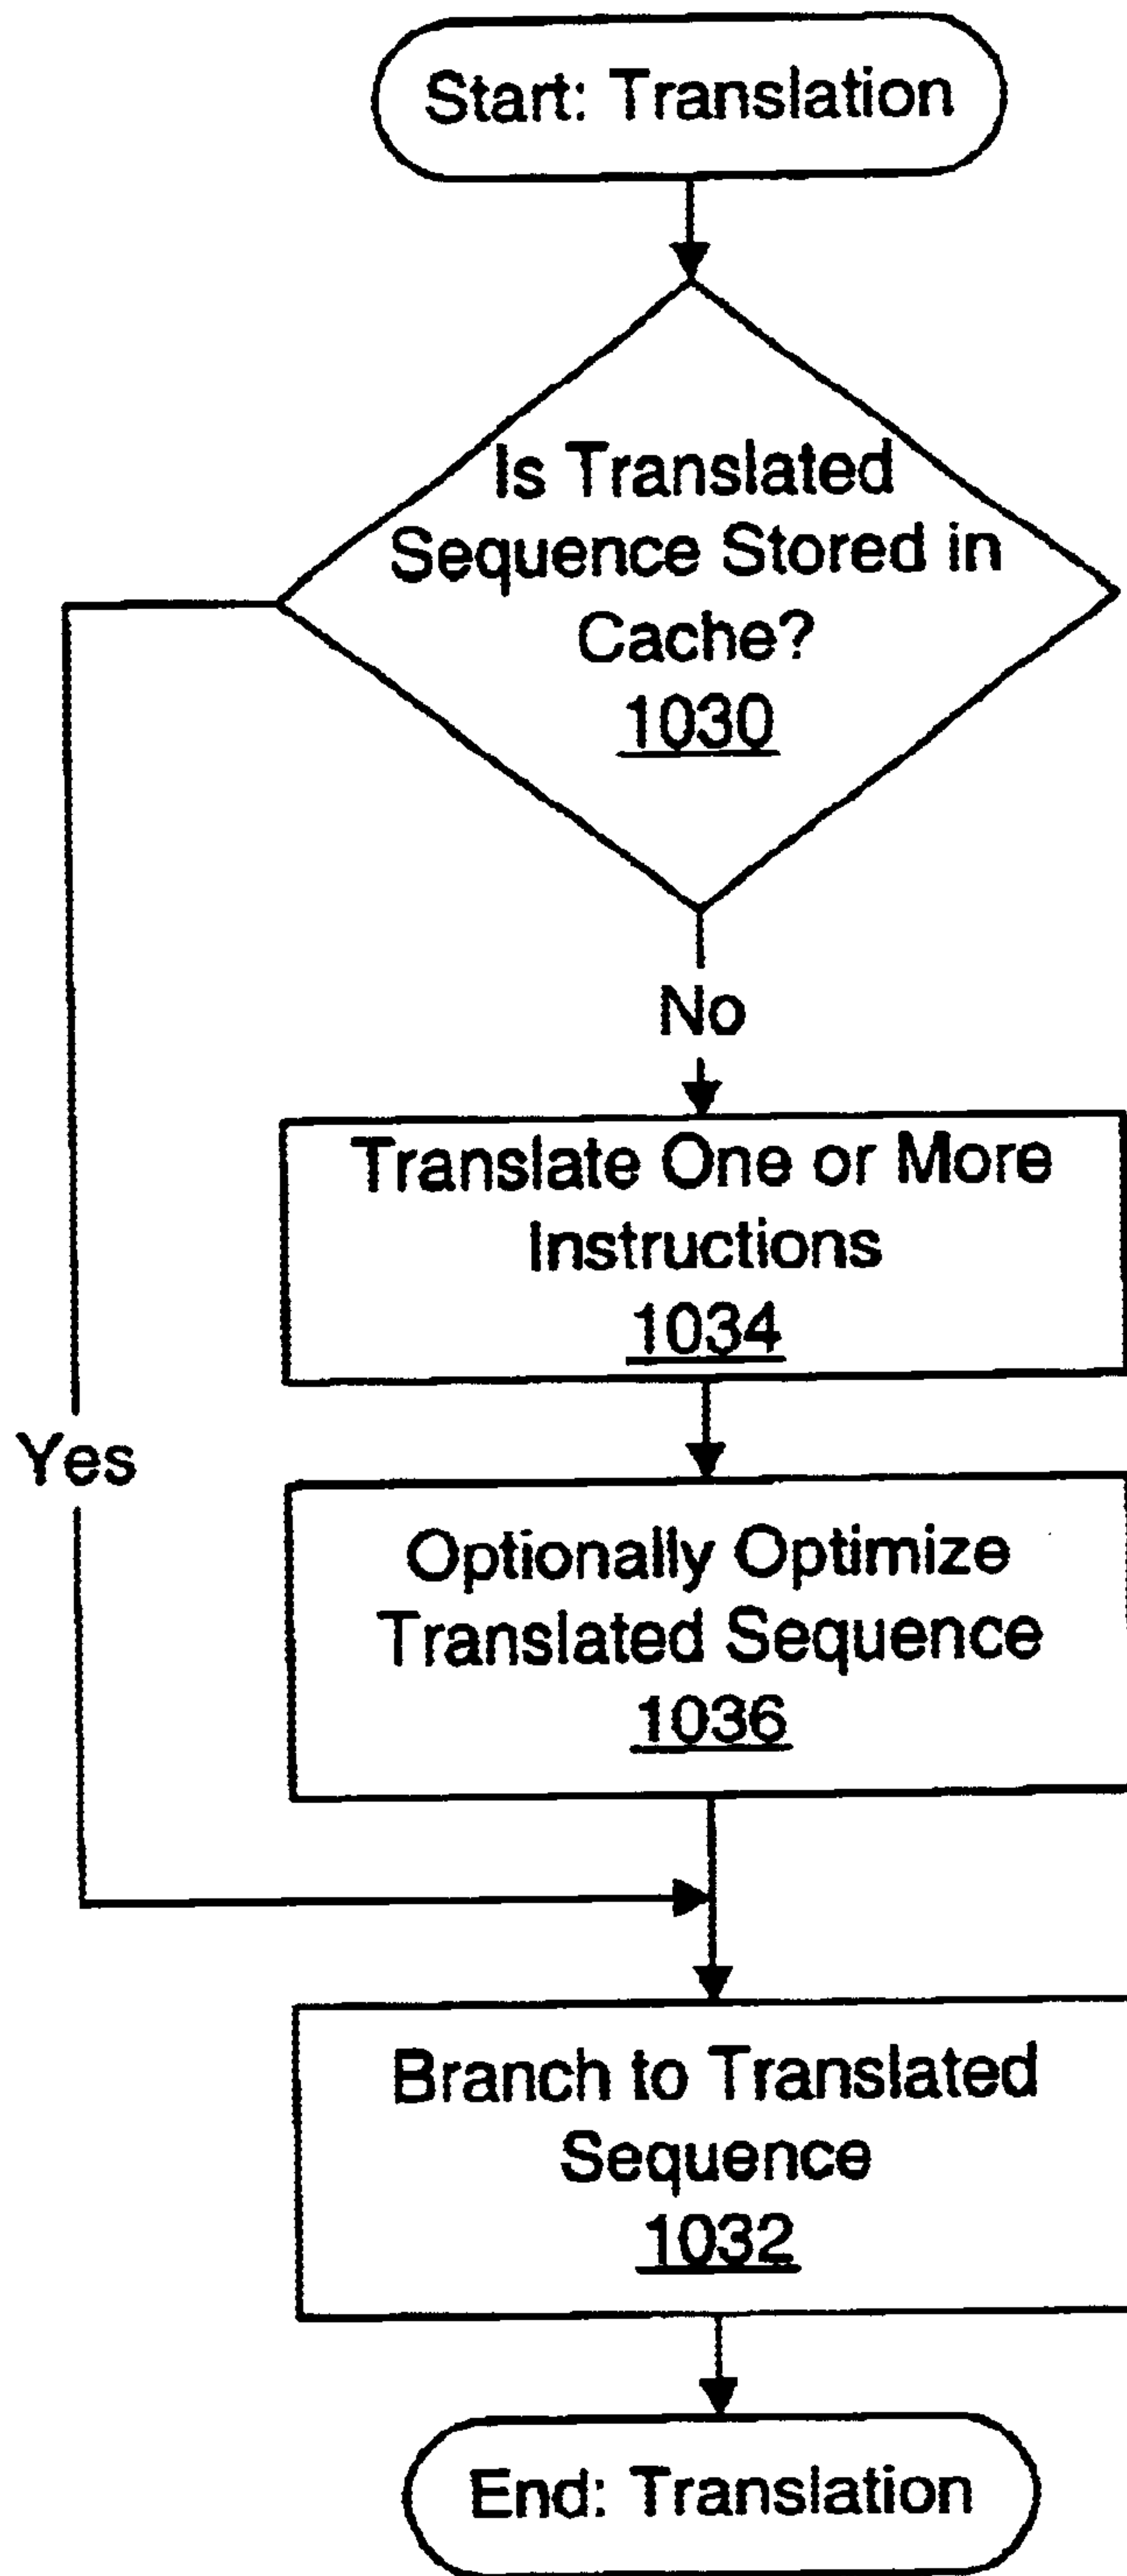 Start: Translation
Is Translated
Sequence Stored in
Cache?
1030
No
Translate One or More
Instructions
1034
Yes
Optionally Optimize
Translated Sequence
1036
Branch to Translated
Sequence
1032
End: Translation